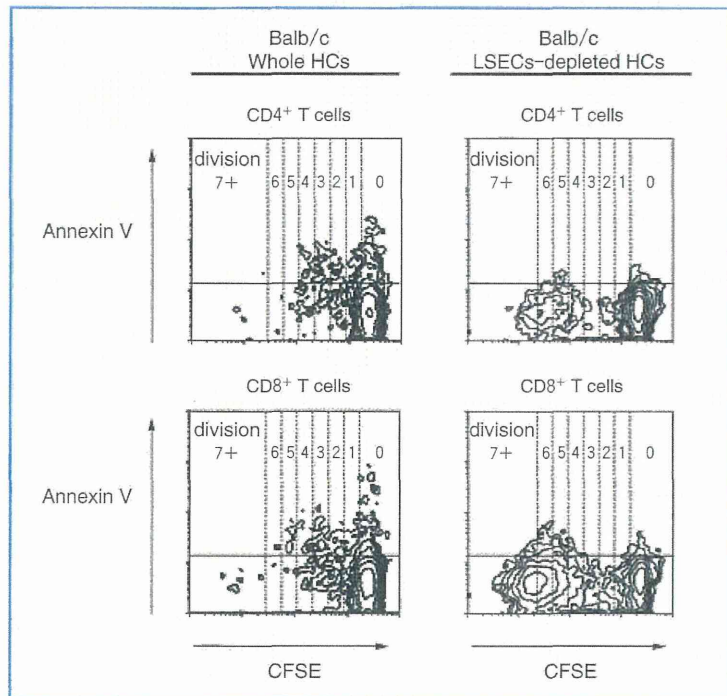 Balb/c
Whole HCs
Balb/c
LSECs-depleted HCs
CD4+ T cells
CD4+ T cells
Annexin V
division
7+ 6 5 4 3 2 1 0
division
7+ 6 5 4 3 2 1 0
CD8+ T cells
CD8+ T cells
Annexin V
division
7+ 6 5 4 3 2 1 0
division
7+ 6 5 4 3 2 1 0
CFSE
CFSE